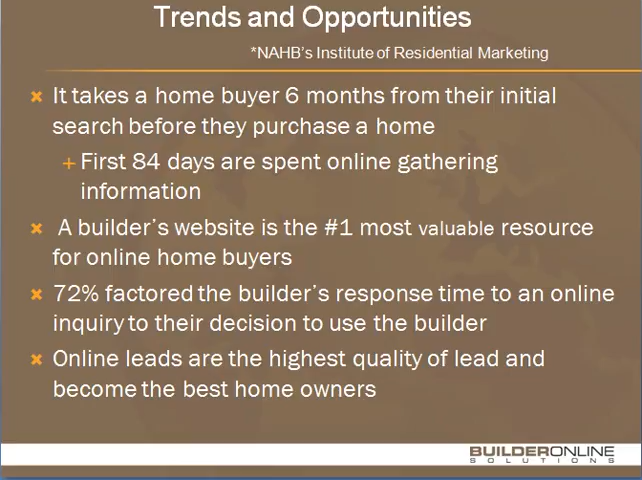 Trends and Opportunities
*NAHB's Institute of Residential Marketing
It takes a home buyer 6 months from their initial
search before they purchase a home
First 84 days are spent online gathering
information
A builder's website is the #1 most valuable resource
for online home buyers
72% factored the builder's response time to an online
inquiry to their decision to use the builder
Online leads are the highest quality of lead and
become the best home owners
BUILDERONLINE
SOLUTIONS